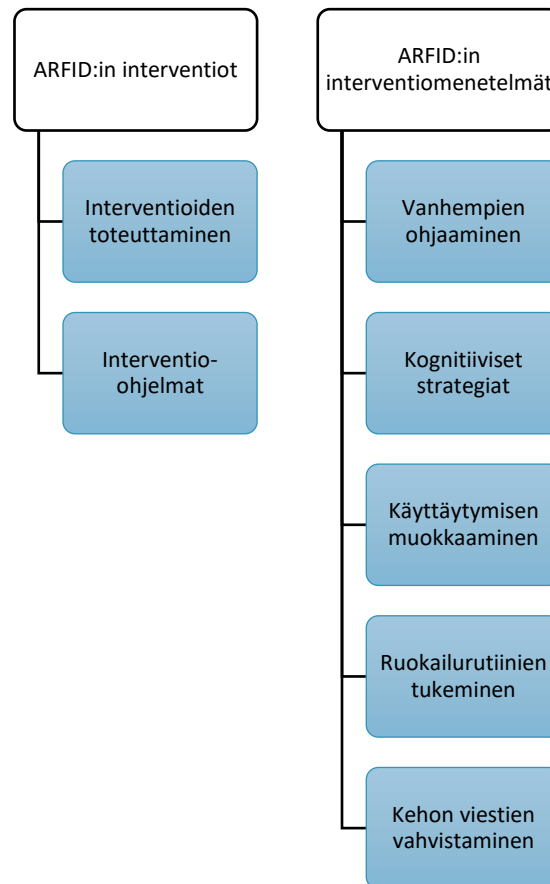 ARFID:in interventiot
Interventioiden
toteuttaminen
Interventio-
ohjelmat
ARFID:in
interventiomenetelmät
Vanhempien
ohjaaminen
Kognitiiviset
strategiat
Käyttäytymisen
muokkaaminen
Ruokailurutiinien
tukeminen
Kehon viestien
vahvistaminen